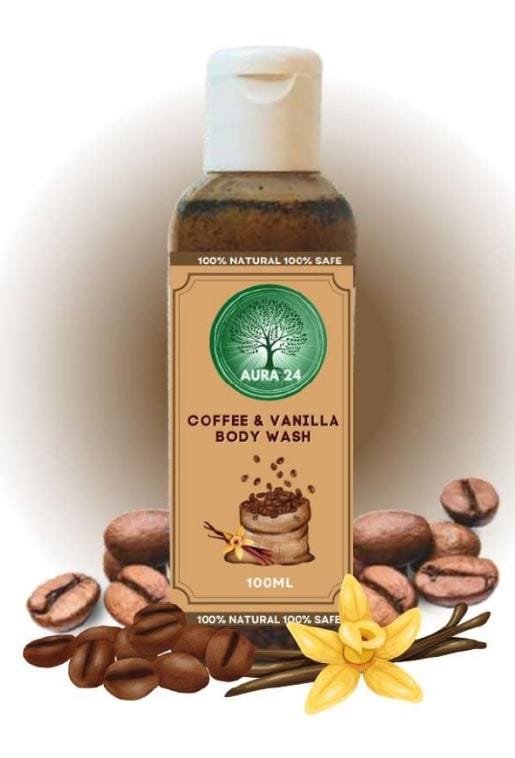 100% NATURAL 100% SAFE
AURA 24
COFFEE & VANILLA
BODY WASH
100ML
100% NATURAL 100% SAFE